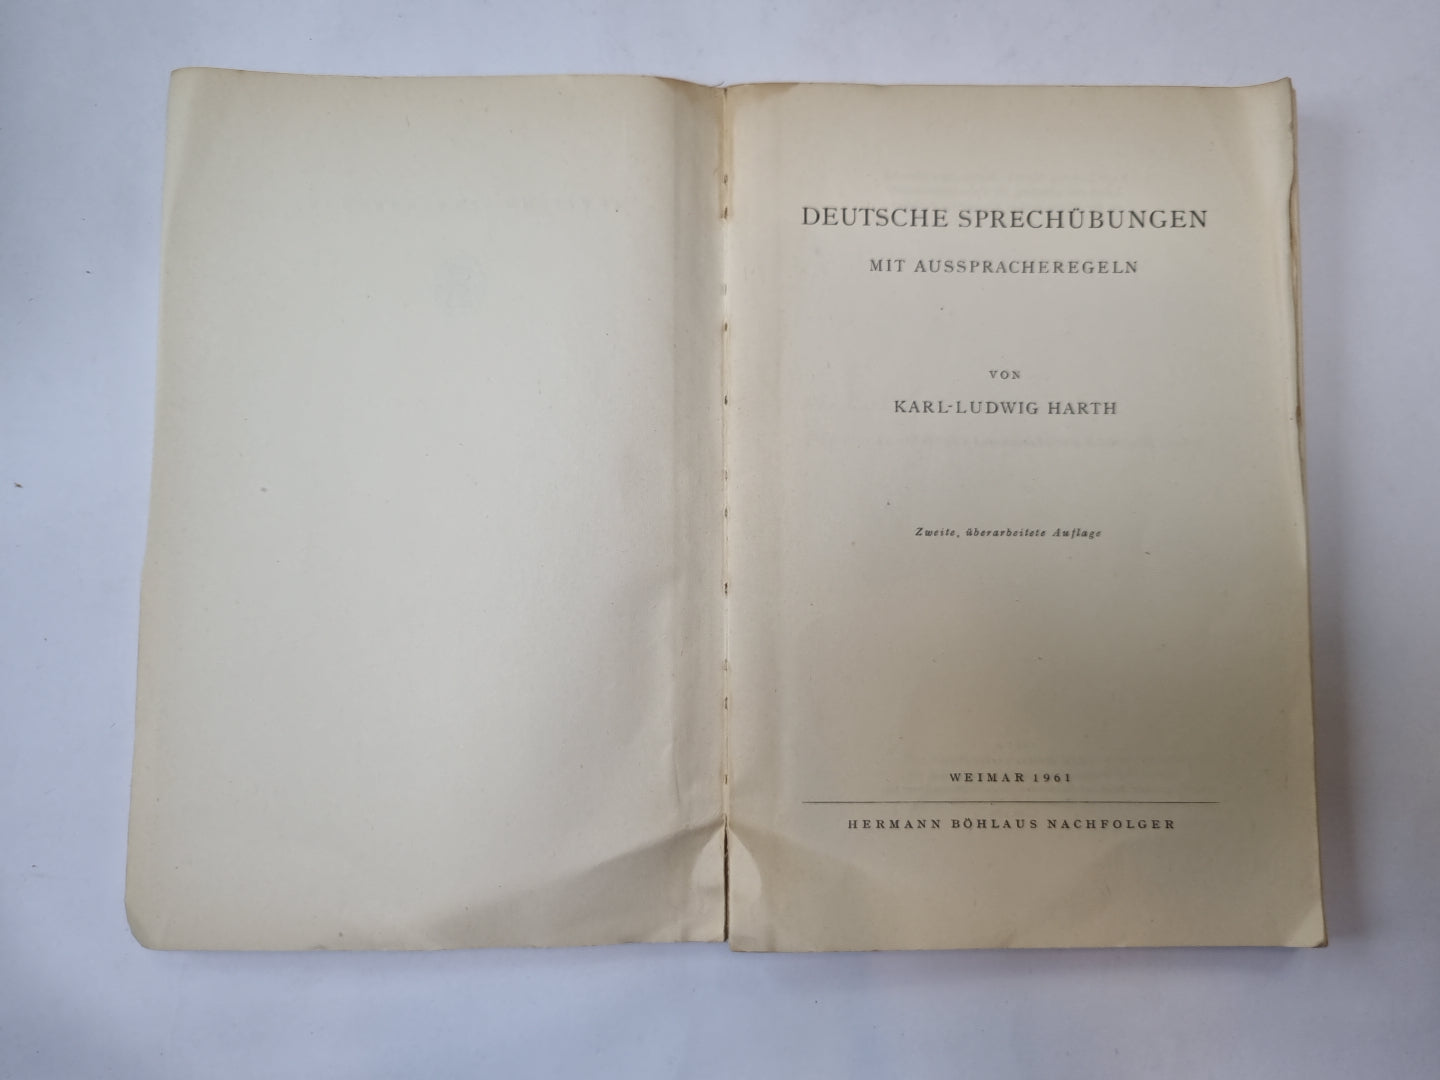 DEUTSCHE SPRECHÜBUNGEN
MIT AUSSPRACHEREGELN
VON
KARL-LUDWIG HARTH
Zweite, überarbeitete Auflage
WEIMAR 1961
HERMANN BÖHLAUS NACHFOLGER